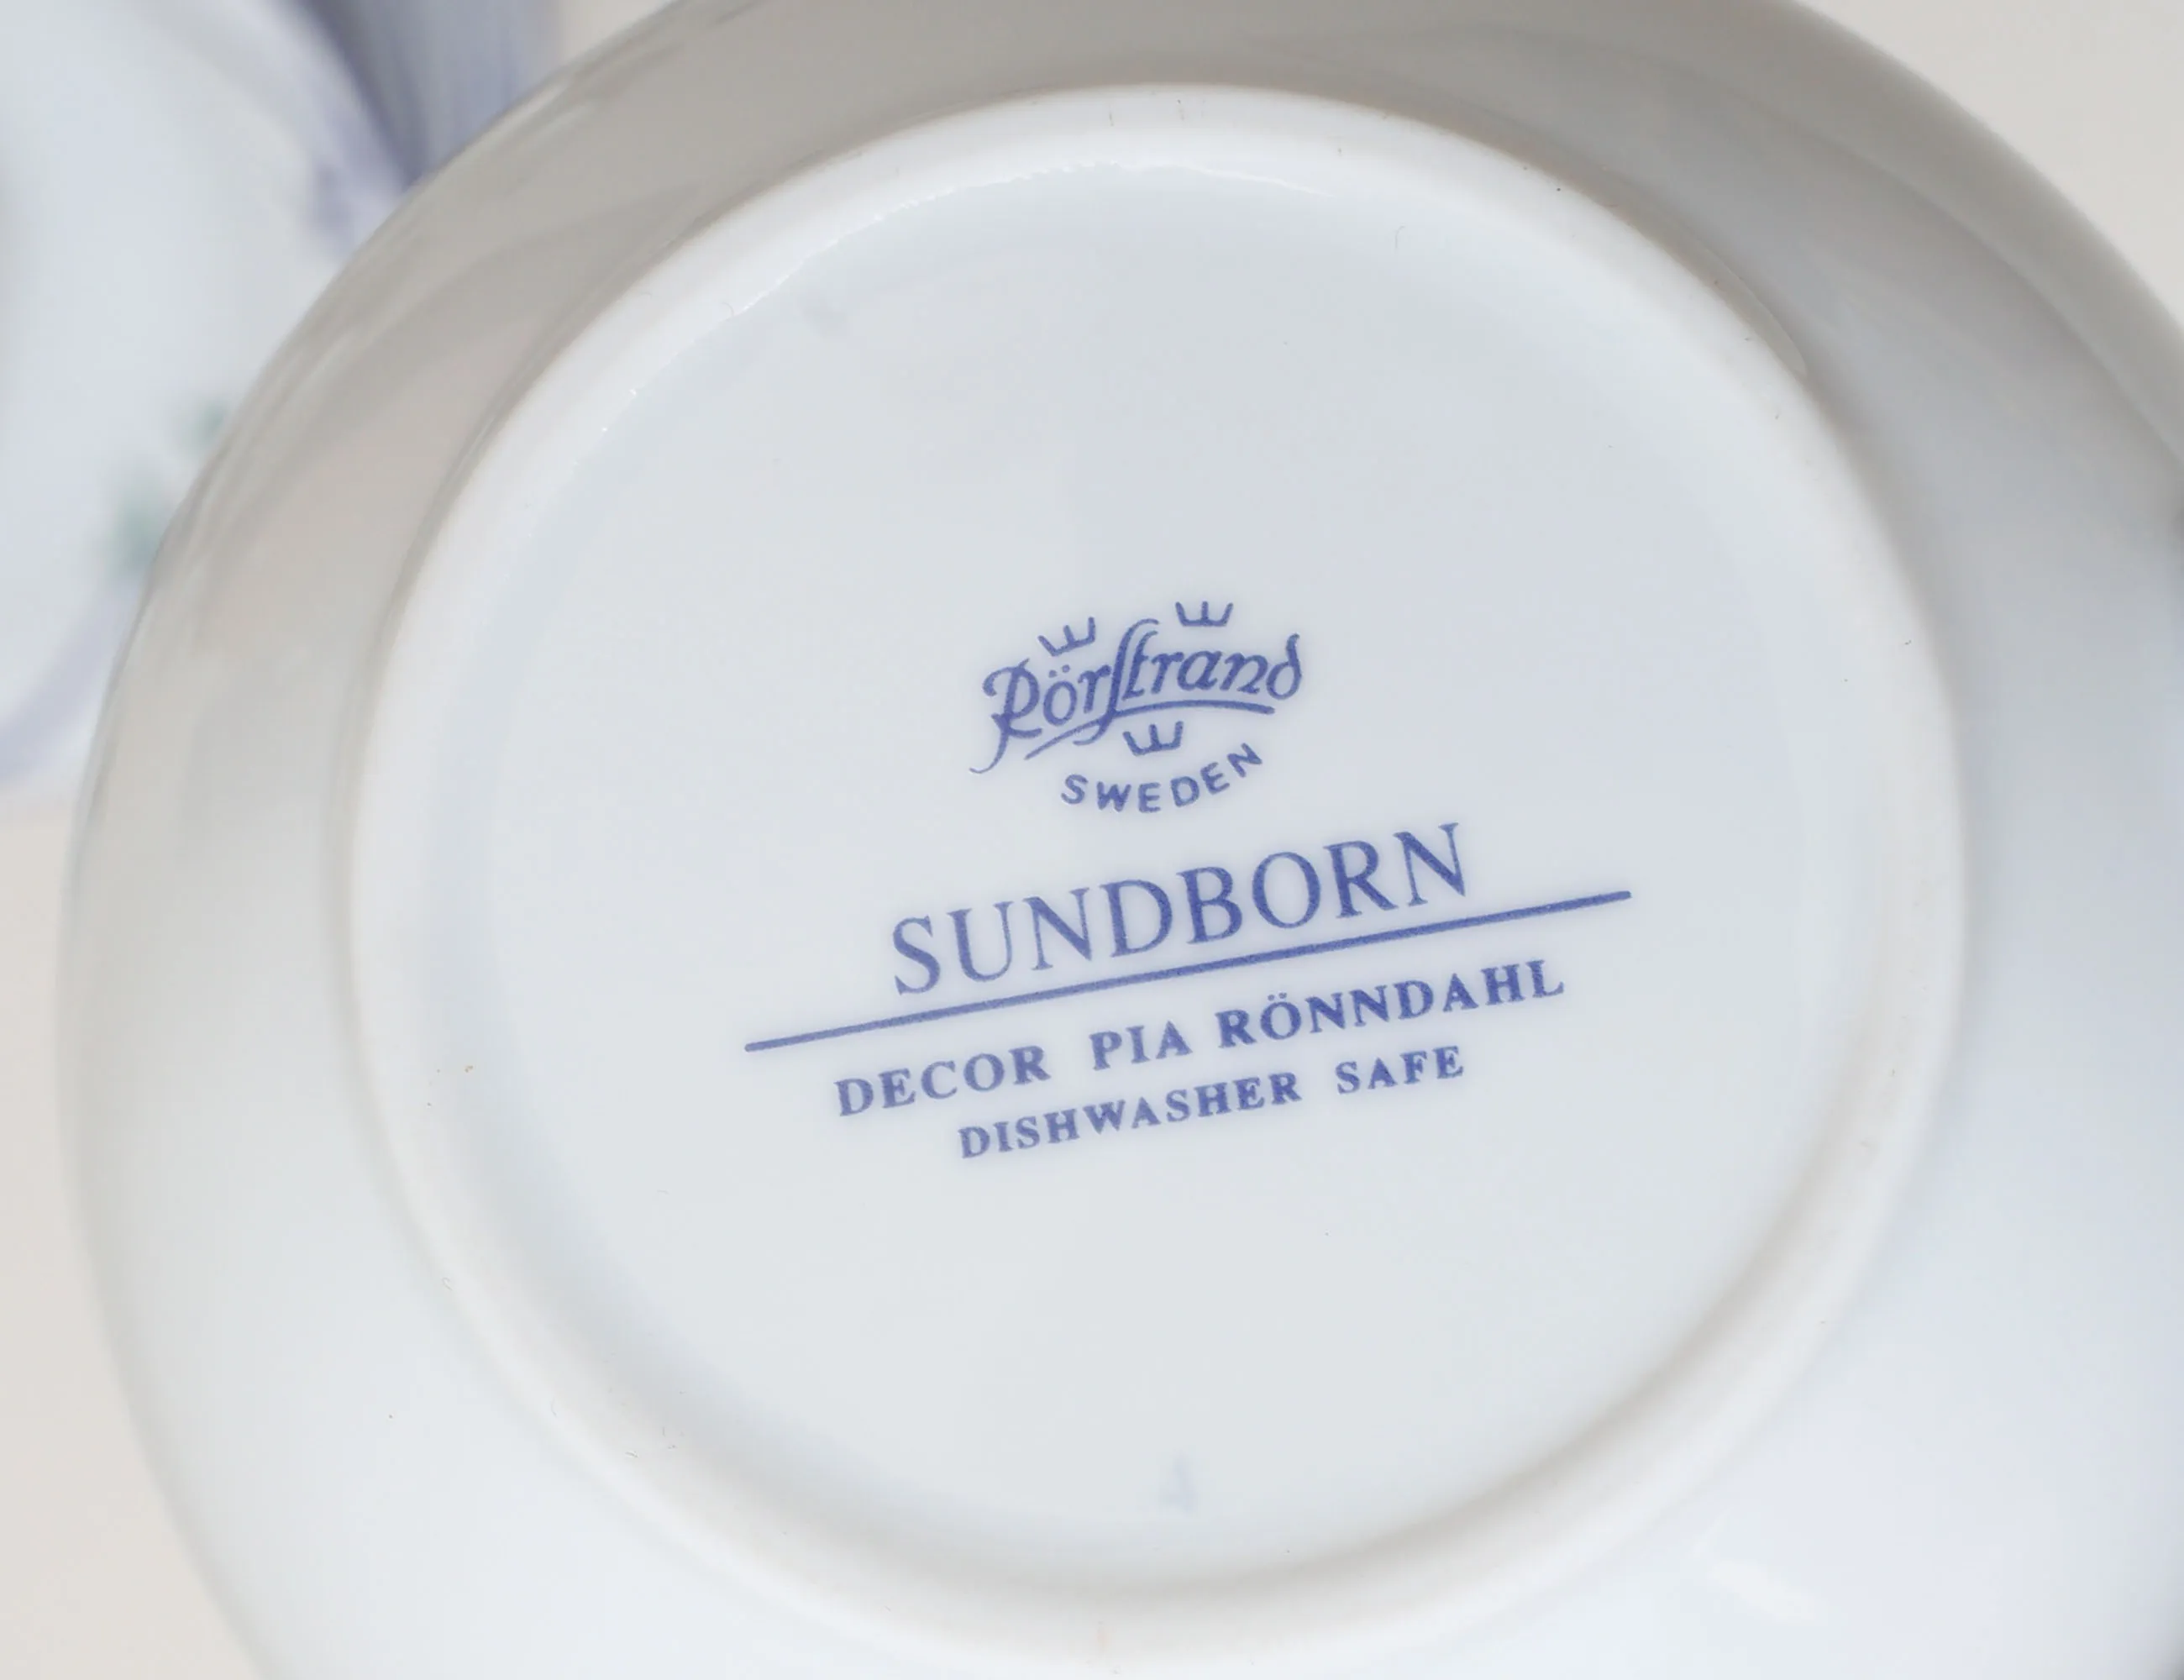 Rörstrand
SWEDEN
SUNDBORN
DECOR PIA RÖNNDAHL
DISHWASHER SAFE